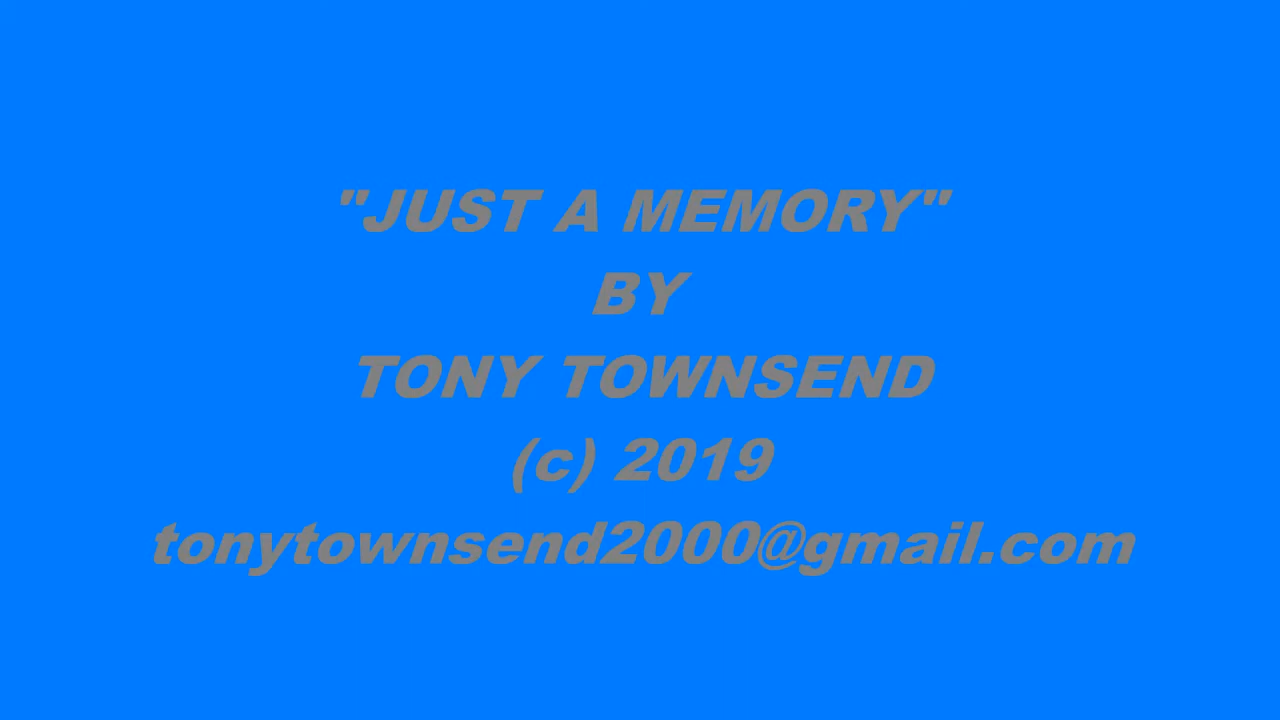 "JUST A MEMORY"
BY
TONY TOWNSEND
(c) 2019
tonytownsend2000@gmail.com